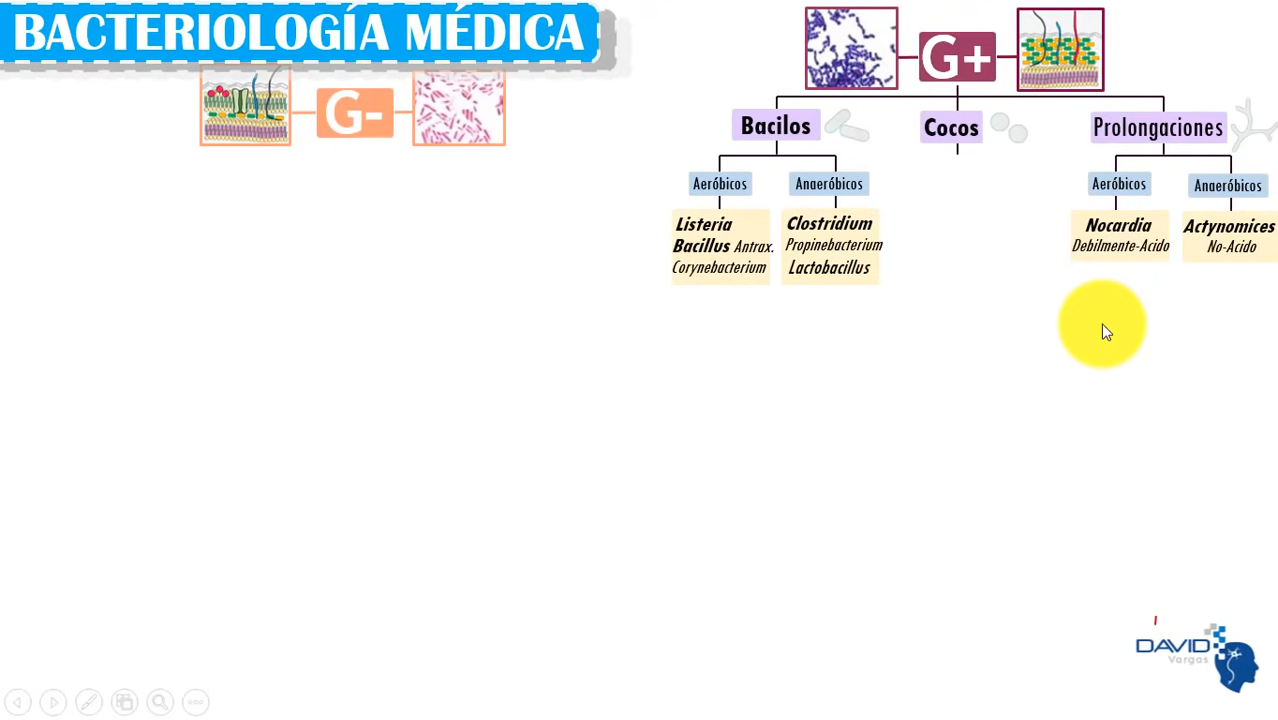 BACTERIOLOGÍA MÉDICA
G-
G+
Bacilos
Cocos
Prolongaciones
Aeróbicos
Anaeróbicos
Aeróbicos
Anaeróbicos
Listeria
Bacillus Antrax.
Corynebacterium
Clostridium
Propinebacterium
Lactobacillus
Nocardia
Debilmente-Acido
Actynomices
No-Acido
DAVID
Vargas